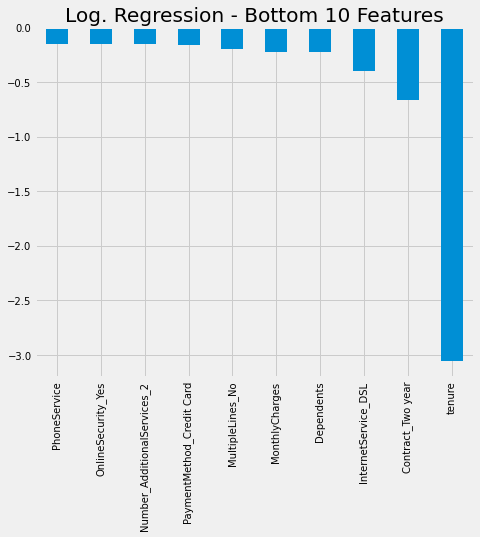 Log. Regression - Bottom 10 Features
0.0
−0.5
−1.0
−1.5
−2.0
−2.5
−3.0
PhoneService
OnlineSecurity_Yes
Number_AdditionalServices_2
PaymentMethod_Credit Card
MultipleLines_No
MonthlyCharges
Dependents
InternetService_DSL
Contract_Two year
tenure